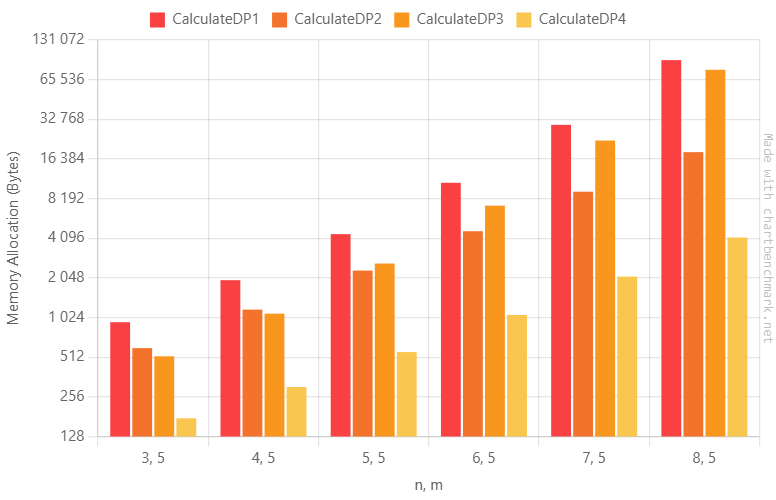 CalculateDP1 CalculateDP2 CalculateDP3 CalculateDP4
131 072
65 536
32 768
16 384
8 192
4 096
2 048
1 024
512
256
128
Memory Allocation (Bytes)
3, 5 4, 5 5, 5 6, 5 7, 5 8, 5
n, m
Made with chartbenchmark.net